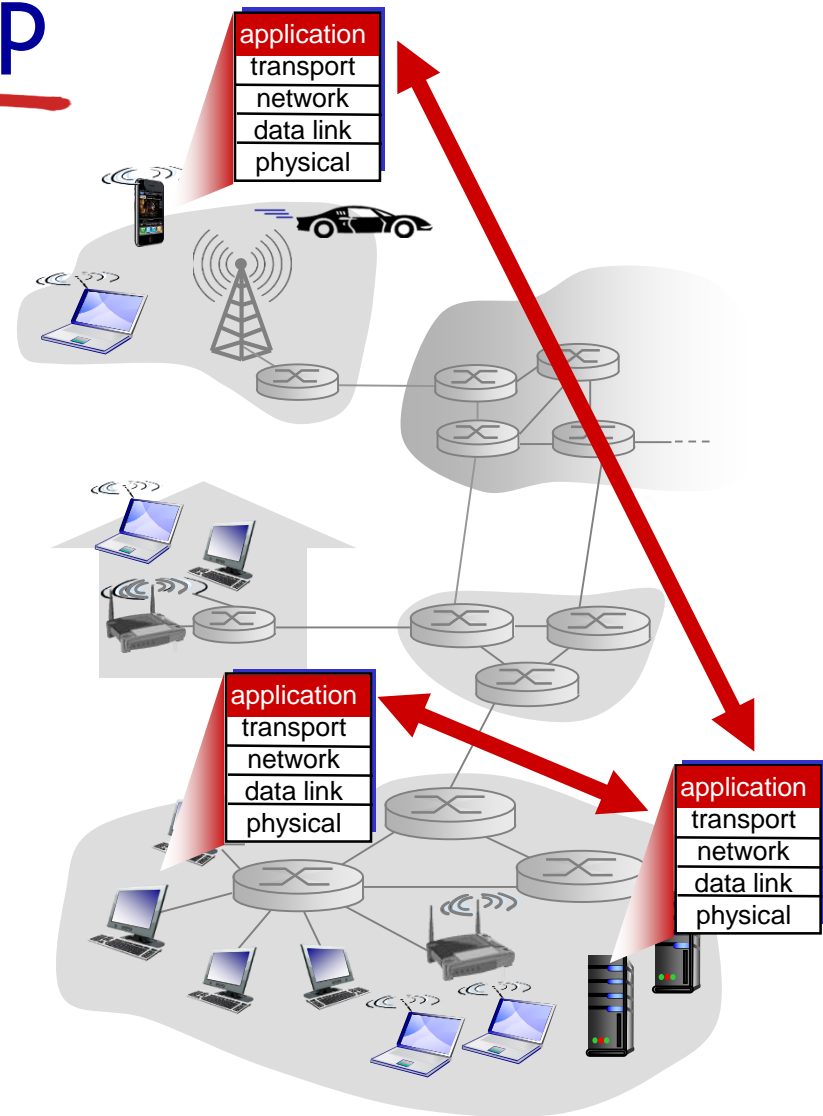 p
application
transport
network
data link
physical
application
transport
network
data link
physical
application
transport
network
data link
physical